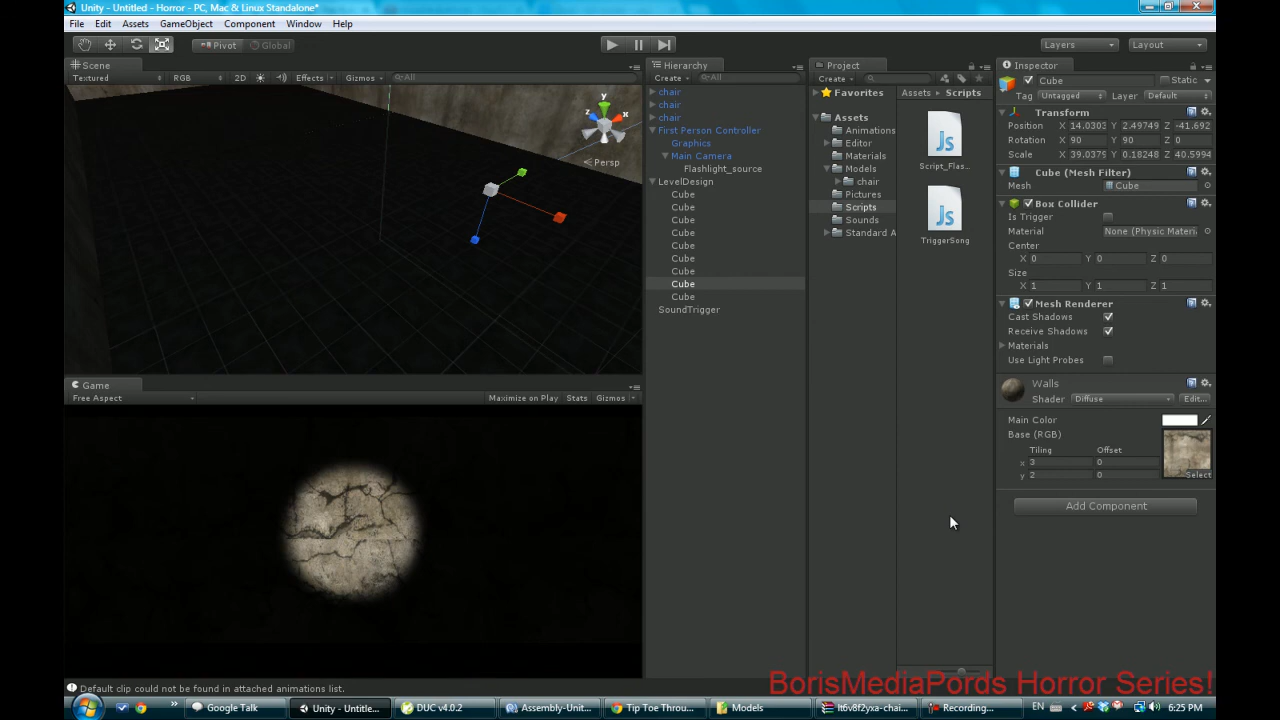 Unity - Untitled - Horror - PC, Mac & Linux Standalone*
File Edit Assets GameObject Component Window Help
Pivot Global Layers Layout
Scene
Textured RGB 2D Effects Gizmos All
y
x
z
Persp
Game
Free Aspect Maximize on Play Stats Gizmos
Hierarchy
Create All
chair
chair
chair
First Person Controller
Graphics
Main Camera
Flashlight_source
LevelDesign
Cube
Cube
Cube
Cube
Cube
Cube
Cube
Cube
Cube
SoundTrigger
Project
Create
Favorites
Assets
Animations
Editor
Materials
Models
chair
Pictures
Scripts
Sounds
Standard A
Assets Scripts
Js
Script_Flas...
Js
TriggerSong
Inspector
Cube Static
Tag Untagged Layer Default
Transform
Position X 14.0303 Y 2.49749 Z -41.692
Rotation X 90 Y 90 Z 0
Scale X 39.0379 Y 0.18248 Z 40.5994
Cube (Mesh Filter)
Mesh Cube
Box Collider
Is Trigger
Material None (Physic Materi
Center
X 0 Y 0 Z 0
Size
X 1 Y 1 Z 1
Mesh Renderer
Cast Shadows
Receive Shadows
Materials
Use Light Probes
Walls
Shader Diffuse Edit...
Main Color
Base (RGB)
Tiling Offset
x 3 0
y 2 0
Select
Add Component
BorisMediaPords Horror Series!
Default clip could not be found in attached animations list.
Google Talk Unity - Untitle... DUC v4.0.2 Assembly-Unit... Tip Toe Throu... Models lt6v8f2yxa-chai... Recording... EN 6:25 PM